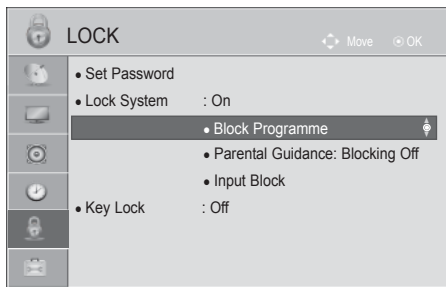 LOCK
Move OK
• Set Password
• Lock System : On
• Block Programme
• Parental Guidance: Blocking Off
• Input Block
• Key Lock : Off